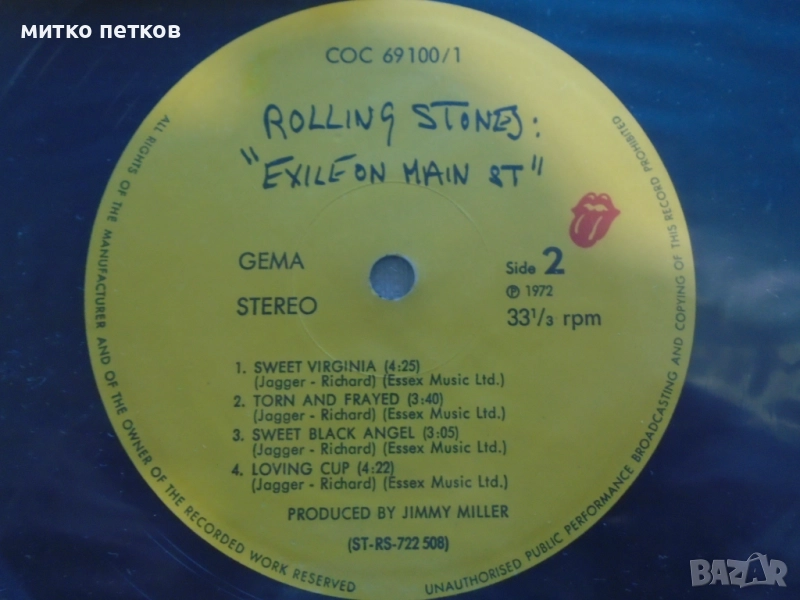 митко петков
COC 69100/1
ROLLING STONES:
"EXILE ON MAIN ST"
GEMA
STEREO
Side 2
℗ 1972
33 1/3 rpm
1. SWEET VIRGINIA (4:25)
(Jagger - Richard) (Essex Music Ltd.)
2. TORN AND FRAYED (3:40)
(Jagger - Richard) (Essex Music Ltd.)
3. SWEET BLACK ANGEL (3:05)
(Jagger - Richard) (Essex Music Ltd.)
4. LOVING CUP (4:22)
(Jagger - Richard) (Essex Music Ltd.)
PRODUCED BY JIMMY MILLER
(ST-RS-722 508)
ALL RIGHTS OF THE MANUFACTURER AND OF THE OWNER OF THE RECORDED WORK RESERVED
UNAUTHORISED PUBLIC PERFORMANCE BROADCASTING AND COPYING OF THIS RECORD PROHIBITED
BAZAR